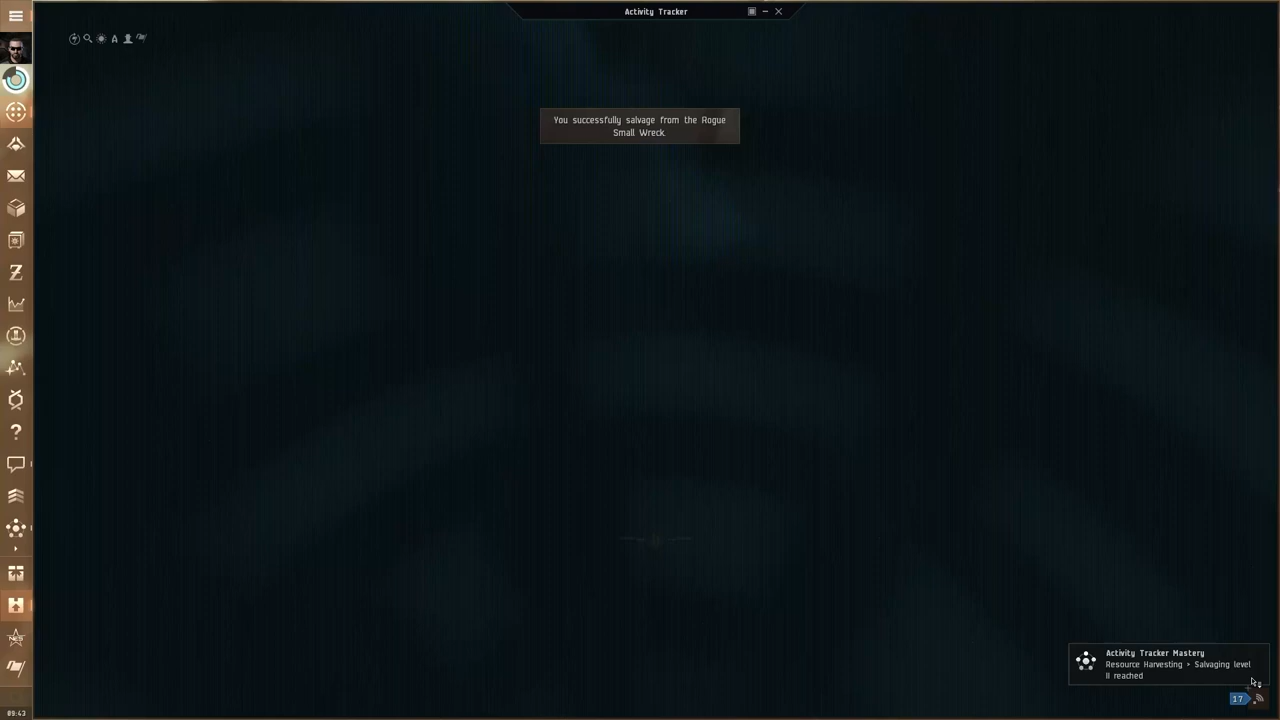 Activity Tracker
A
You successfully salvage from the Rogue
Small Wreck.
Z
?
NES
Activity Tracker Mastery
Resource Harvesting > Salvaging level
II reached
17
09:43